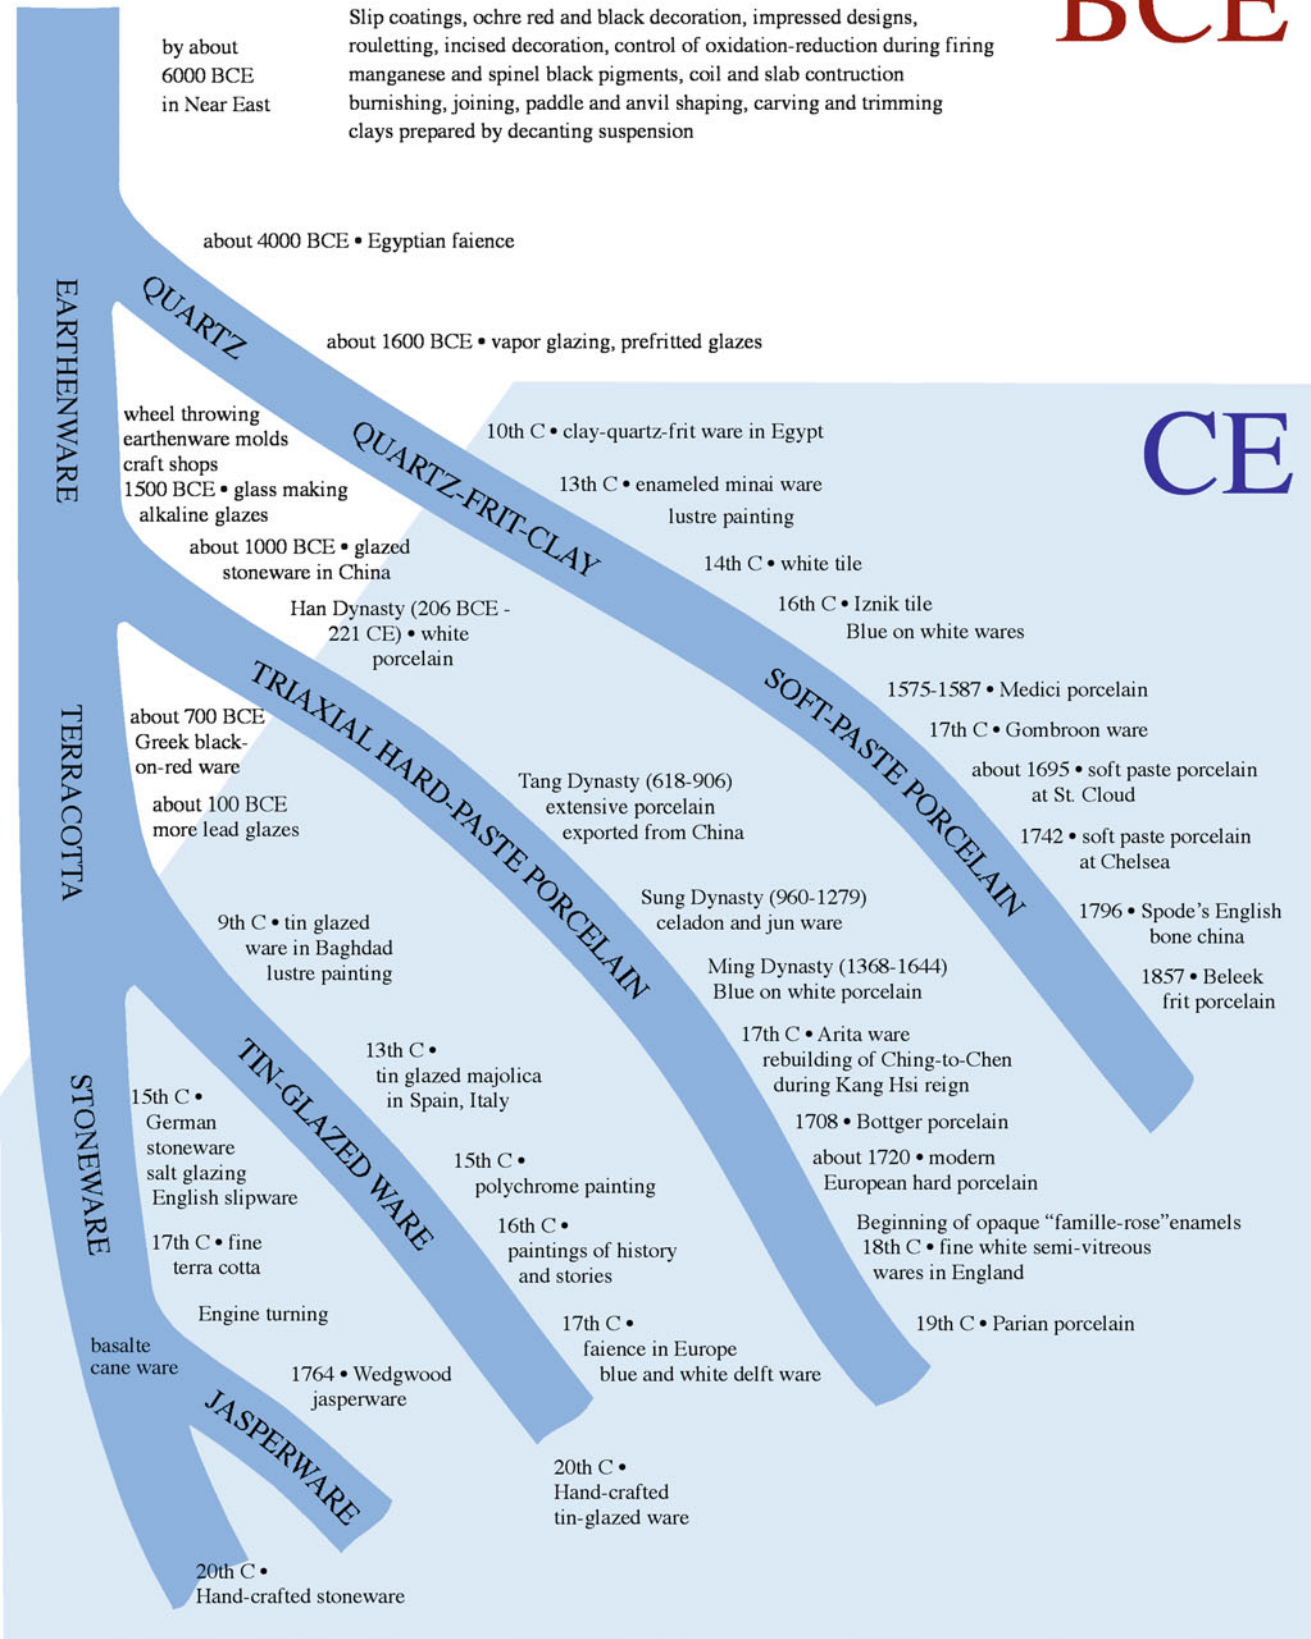 BCE
Slip coatings, ochre red and black decoration, impressed designs,
by about
rouletting, incised decoration, control of oxidation-reduction during firing
6000 BCE
manganese and spinel black pigments, coil and slab contruction
in Near East
burnishing, joining, paddle and anvil shaping, carving and trimming
clays prepared by decanting suspension
about 4000 BCE • Egyptian faience
EARTHENWARE
QUARTZ
about 1600 BCE • vapor glazing, prefritted glazes
CE
wheel throwing
earthenware molds
craft shops
1500 BCE • glass making
alkaline glazes
QUARTZ-FRIT-CLAY
10th C • clay-quartz-frit ware in Egypt
13th C • enameled minai ware
lustre painting
about 1000 BCE • glazed
stoneware in China
14th C • white tile
Han Dynasty (206 BCE -
221 CE) • white
porcelain
16th C • Iznik tile
Blue on white wares
TRIAXIAL HARD-PASTE PORCELAIN
SOFT-PASTE PORCELAIN
1575-1587 • Medici porcelain
17th C • Gombroon ware
about 1695 • soft paste porcelain
at St. Cloud
1742 • soft paste porcelain
at Chelsea
1796 • Spode's English
bone china
1857 • Beleek
frit porcelain
TERRACOTTA
about 700 BCE
Greek black-
on-red ware
about 100 BCE
more lead glazes
Tang Dynasty (618-906)
extensive porcelain
exported from China
Sung Dynasty (960-1279)
celadon and jun ware
Ming Dynasty (1368-1644)
Blue on white porcelain
17th C • Arita ware
rebuilding of Ching-to-Chen
during Kang Hsi reign
1708 • Bottger porcelain
about 1720 • modern
European hard porcelain
Beginning of opaque “famille-rose”enamels
18th C • fine white semi-vitreous
wares in England
19th C • Parian porcelain
9th C • tin glazed
ware in Baghdad
lustre painting
TIN-GLAZED WARE
13th C •
tin glazed majolica
in Spain, Italy
15th C •
polychrome painting
16th C •
paintings of history
and stories
17th C •
faience in Europe
blue and white delft ware
20th C •
Hand-crafted
tin-glazed ware
STONEWARE
15th C •
German
stoneware
salt glazing
English slipware
17th C • fine
terra cotta
Engine turning
basalte
cane ware
1764 • Wedgwood
jasperware
JASPERWARE
20th C •
Hand-crafted stoneware